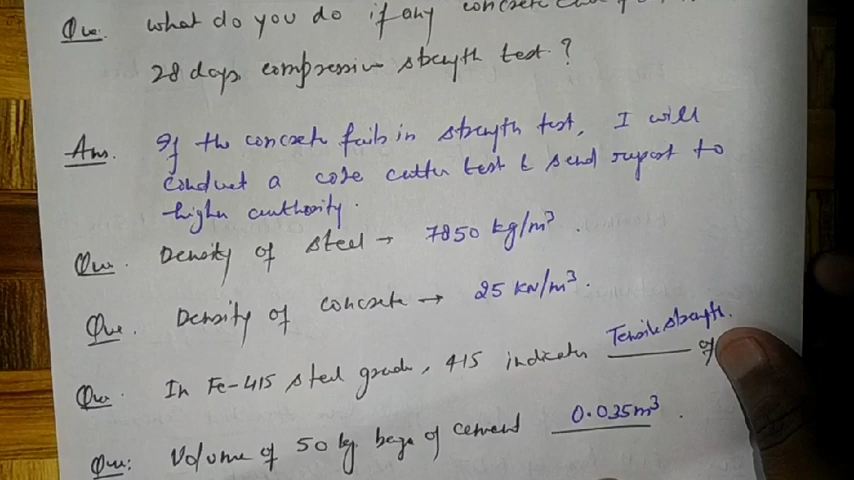 Que. what do you do if any concrete
28 days compressive strength test?
Ans. If the concrete fails in strength test, I will
conduct a core cutter test & send report to
higher authority.
Que. Density of steel → 7850 kg/m³.
Que. Density of concrete → 25 KN/m³.
Que. In Fe-415 steel grade, 415 indicates Tensile strength. of
Que: Volume of 50 kg bags of cement 0.035m³.